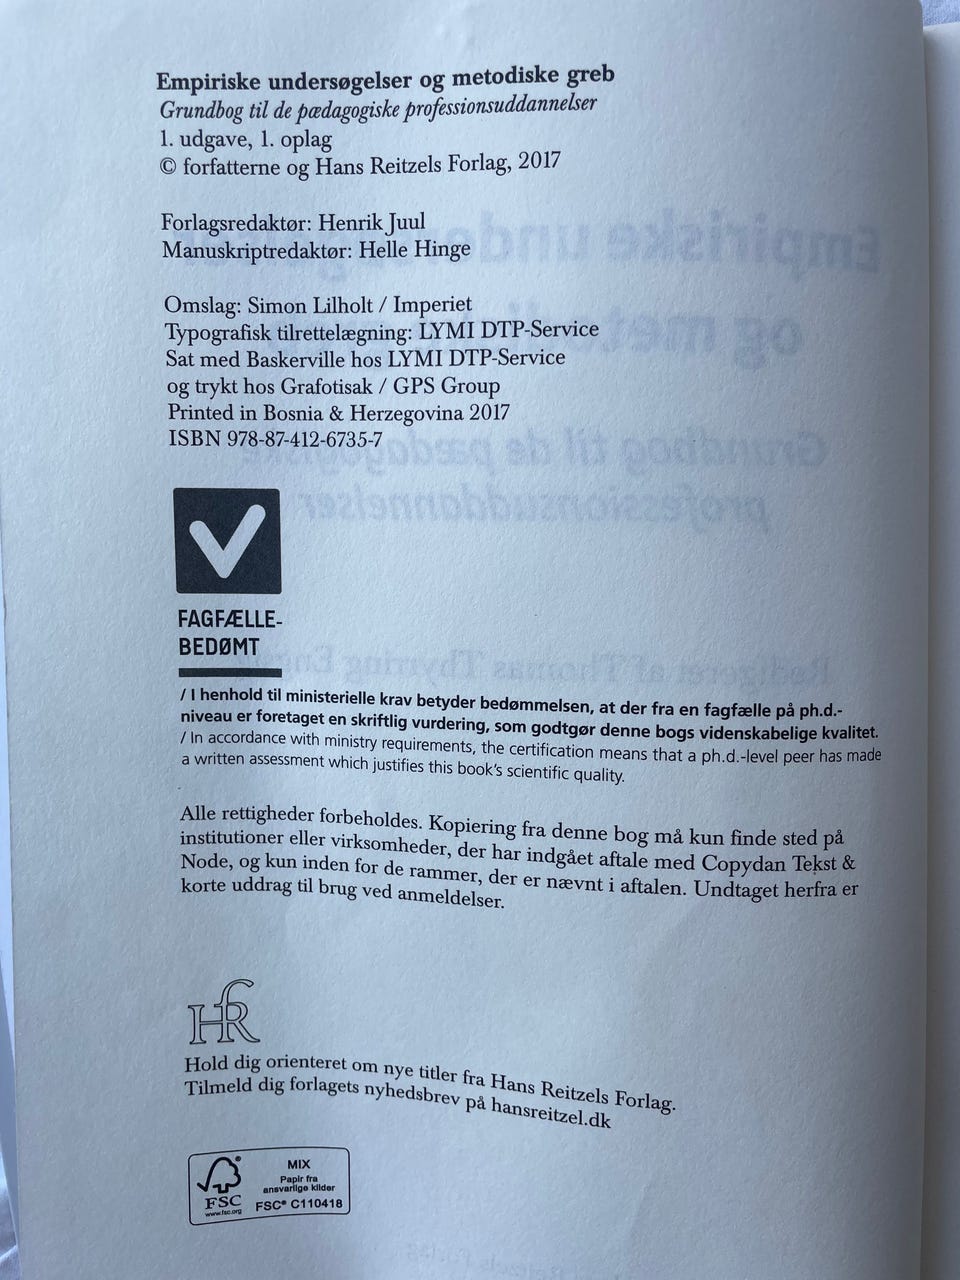 Empiriske undersøgelser og metodiske greb
Grundbog til de pædagogiske professionsuddannelser
1. udgave, 1. oplag
© forfatterne og Hans Reitzels Forlag, 2017
Forlagsredaktør: Henrik Juul
Manuskriptredaktør: Helle Hinge
Omslag: Simon Lilholt / Imperiet
Typografisk tilrettelægning: LYMI DTP-Service
Sat med Baskerville hos LYMI DTP-Service
og trykt hos Grafotisak / GPS Group
Printed in Bosnia & Herzegovina 2017
ISBN 978-87-412-6735-7
FAGFÆLLE-
BEDØMT
/ I henhold til ministerielle krav betyder bedømmelsen, at der fra en fagfælle på ph.d.-
niveau er foretaget en skriftlig vurdering, som godtgør denne bogs videnskabelige kvalitet.
/ In accordance with ministry requirements, the certification means that a ph.d.-level peer has made
a written assessment which justifies this book's scientific quality.
Alle rettigheder forbeholdes. Kopiering fra denne bog må kun finde sted på
institutioner eller virksomheder, der har indgået aftale med Copydan Tekst &
Node, og kun inden for de rammer, der er nævnt i aftalen. Undtaget herfra er
korte uddrag til brug ved anmeldelser.
HfR
Hold dig orienteret om nye titler fra Hans Reitzels Forlag.
Tilmeld dig forlagets nyhedsbrev på hansreitzel.dk
MIX
Papir fra
ansvarlige kilder
FSC® C110418
FSC
www.fsc.org